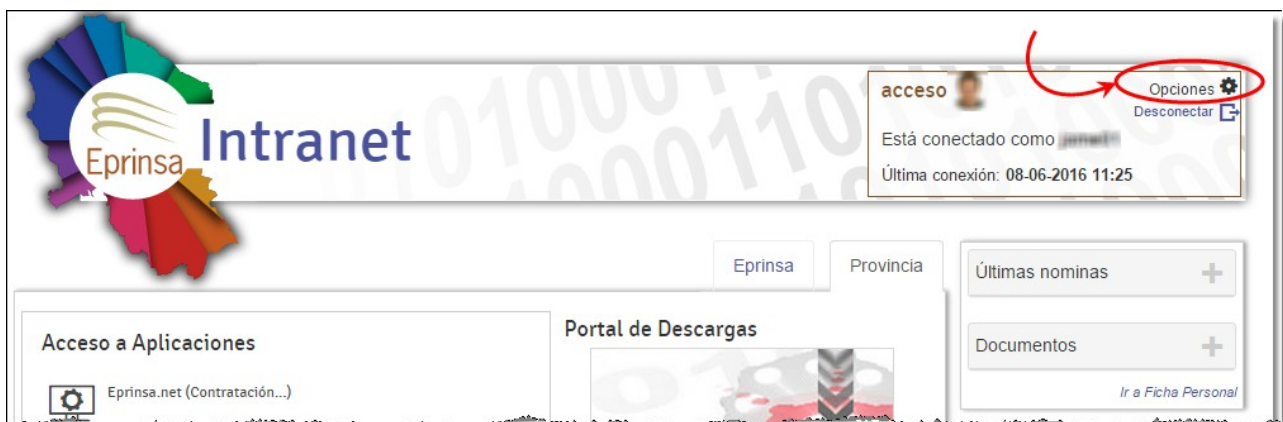 Eprinsa
Intranet
acceso
Opciones
Desconectar
Está conectado como
Última conexión: 08-06-2016 11:25
Eprinsa
Provincia
Últimas nominas
Documentos
Ir a Ficha Personal
Acceso a Aplicaciones
Eprinsa.net (Contratación...)
Portal de Descargas